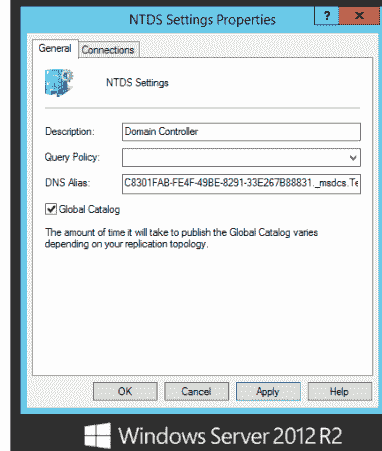 NTDS Settings Properties
? x
General Connections
NTDS Settings
Description: Domain Controller
Query Policy:
DNS Alias: C8301FAB-FE4F-49BE-8291-33E267B88831._msdcs.Te
Global Catalog
The amount of time it will take to publish the Global Catalog varies
depending on your replication topology.
OK Cancel Apply Help
Windows Server 2012 R2